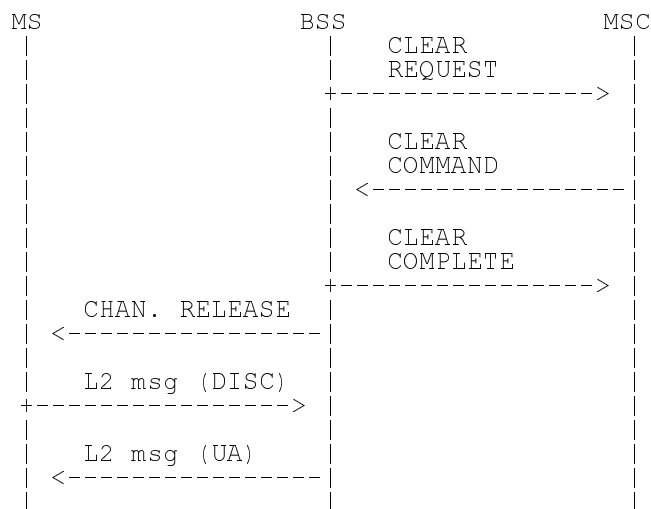 MS BSS MSC
CLEAR
REQUEST
CLEAR
COMMAND
CLEAR
COMPLETE
CHAN. RELEASE
L2 msg (DISC)
L2 msg (UA)